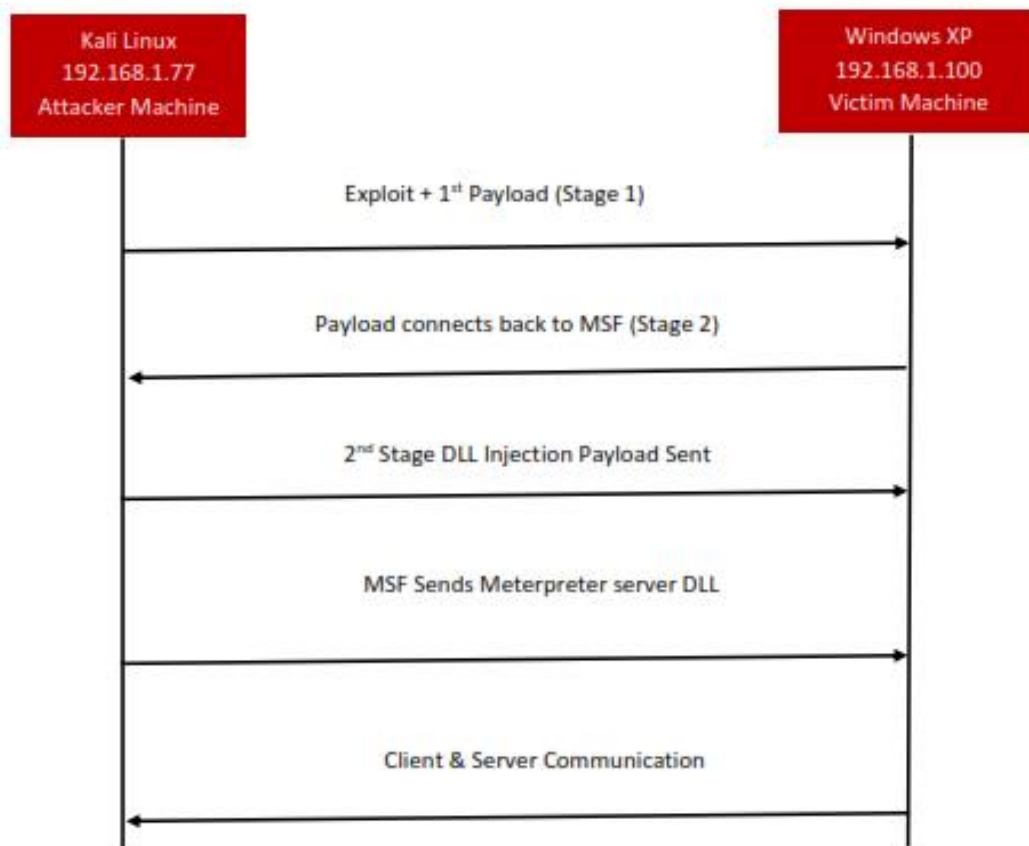 Kali Linux
192.168.1.77
Attacker Machine
Windows XP
192.168.1.100
Victim Machine
Exploit + 1st Payload (Stage 1)
Payload connects back to MSF (Stage 2)
2nd Stage DLL Injection Payload Sent
MSF Sends Meterpreter server DLL
Client & Server Communication